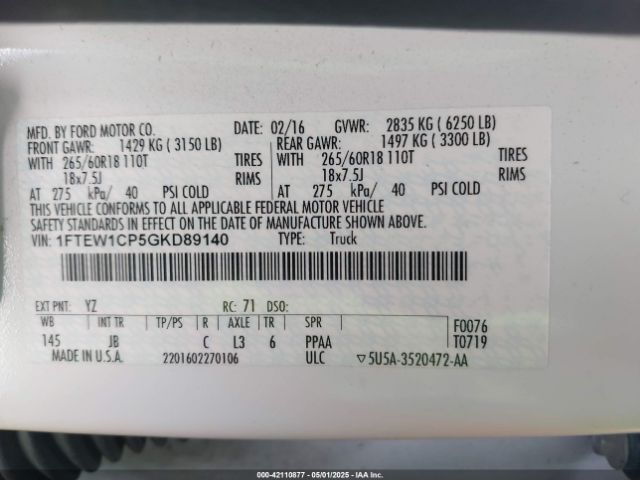 MFD. BY FORD MOTOR CO. DATE: 02/16 GVWR: 2835 KG ( 6250 LB)
FRONT GAWR: 1429 KG ( 3150 LB) REAR GAWR: 1497 KG ( 3300 LB)
WITH 265/60R18 110T TIRES WITH 265/60R18 110T TIRES
18x7.5J RIMS 18x7.5J RIMS
AT 275 kPa/ 40 PSI COLD AT 275 kPa/ 40 PSI COLD
THIS VEHICLE CONFORMS TO ALL APPLICABLE FEDERAL MOTOR VEHICLE
SAFETY STANDARDS IN EFFECT ON THE DATE OF MANUFACTURE SHOWN ABOVE.
VIN: 1FTEW1CP5GKD89140 TYPE: Truck
EXT PNT: YZ RC: 71 DSO:
WB INT TR TP/PS R AXLE TR SPR F0076
145 JB C L3 6 PPAA T0719
MADE IN U.S.A. 2201602270106 ULC ▽5U5A-3520472-AA
000-42110877 - 05/01/2025 - IAAI, Inc.